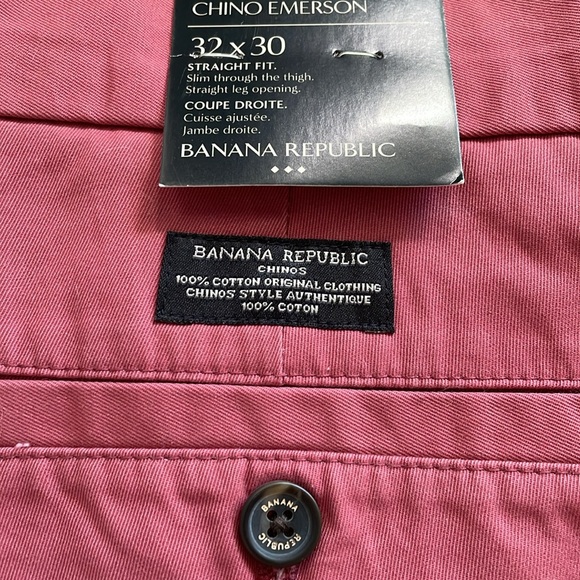 CHINO EMERSON
32 x 30
STRAIGHT FIT.
Slim through the thigh.
Straight leg opening.
COUPE DROITE.
Cuisse ajustée.
Jambe droite.
BANANA REPUBLIC
BANANA REPUBLIC
CHINOS
100% COTTON ORIGINAL CLOTHING
CHINOS STYLE AUTHENTIQUE
100% COTON
BANANA
REPUBLIC